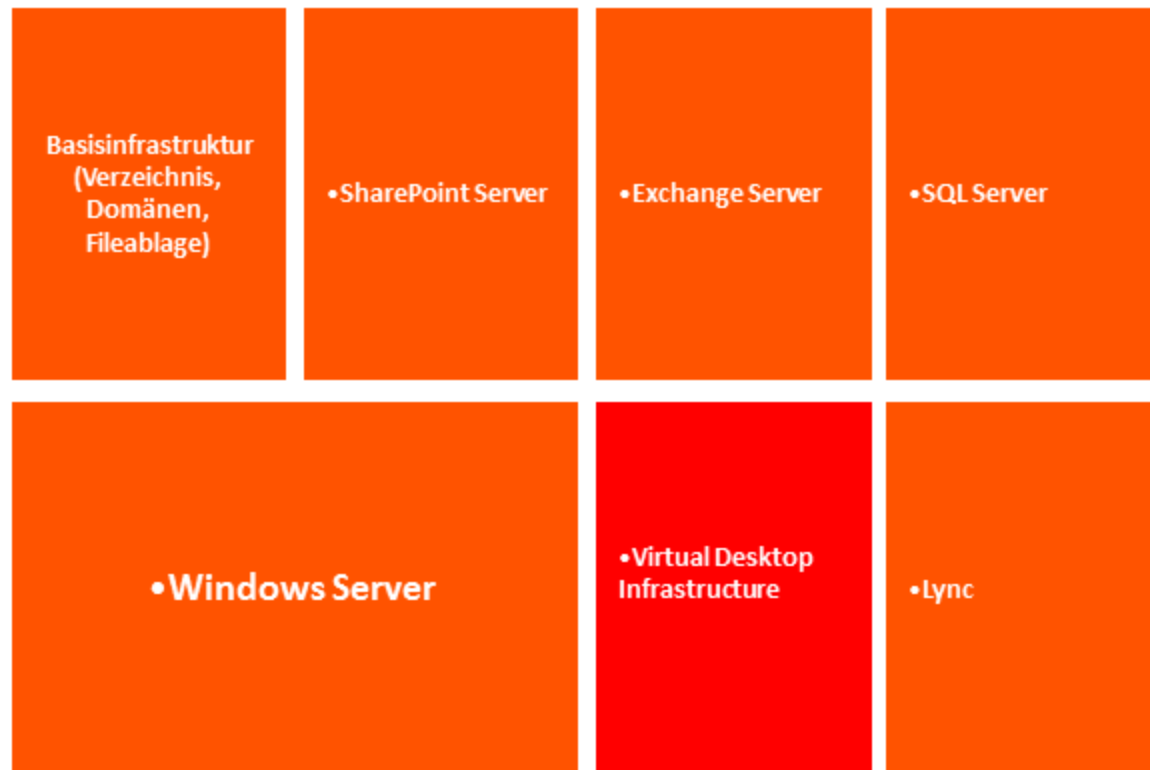 Basisinfrastruktur
(Verzeichnis,
Domänen,
Fileablage)
•SharePoint Server
•Exchange Server
•SQL Server
•Windows Server
•Virtual Desktop
Infrastructure
•Lync